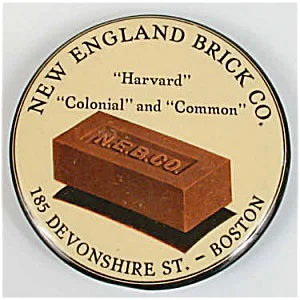 NEW ENGLAND BRICK CO.
"Harvard"
"Colonial" and "Common"
N.E.B.CO.
185 DEVONSHIRE ST. – BOSTON